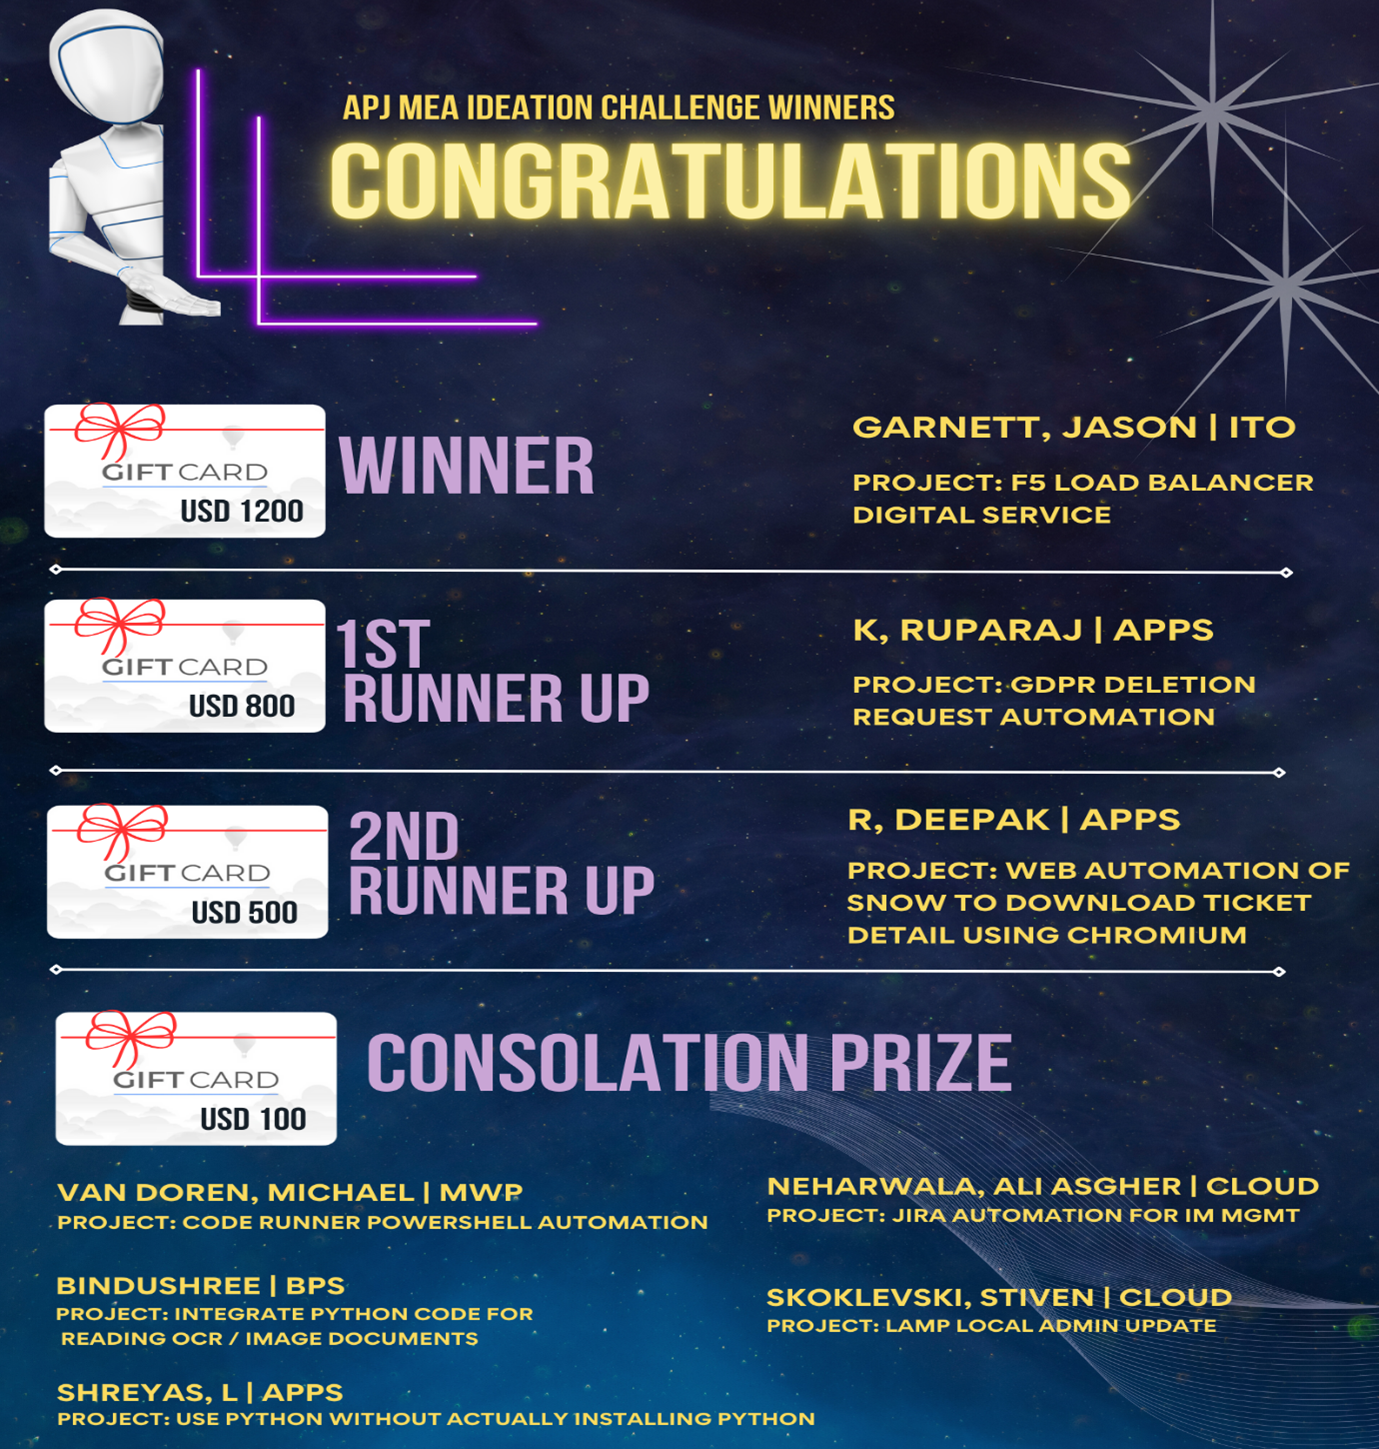 APJ MEA IDEATION CHALLENGE WINNERS
CONGRATULATIONS
GIFT CARD
USD 1200
WINNER
GARNETT, JASON | ITO
PROJECT: F5 LOAD BALANCER
DIGITAL SERVICE
GIFT CARD
USD 800
1ST
RUNNER UP
K, RUPARAJ | APPS
PROJECT: GDPR DELETION
REQUEST AUTOMATION
GIFT CARD
USD 500
2ND
RUNNER UP
R, DEEPAK | APPS
PROJECT: WEB AUTOMATION OF
SNOW TO DOWNLOAD TICKET
DETAIL USING CHROMIUM
GIFT CARD
USD 100
CONSOLATION PRIZE
VAN DOREN, MICHAEL | MWP
PROJECT: CODE RUNNER POWERSHELL AUTOMATION
BINDUSHREE | BPS
PROJECT: INTEGRATE PYTHON CODE FOR
READING OCR / IMAGE DOCUMENTS
SHREYAS, L | APPS
PROJECT: USE PYTHON WITHOUT ACTUALLY INSTALLING PYTHON
NEHARWALA, ALI ASGHER | CLOUD
PROJECT: JIRA AUTOMATION FOR IM MGMT
SKOKLEVSKI, STIVEN | CLOUD
PROJECT: LAMP LOCAL ADMIN UPDATE